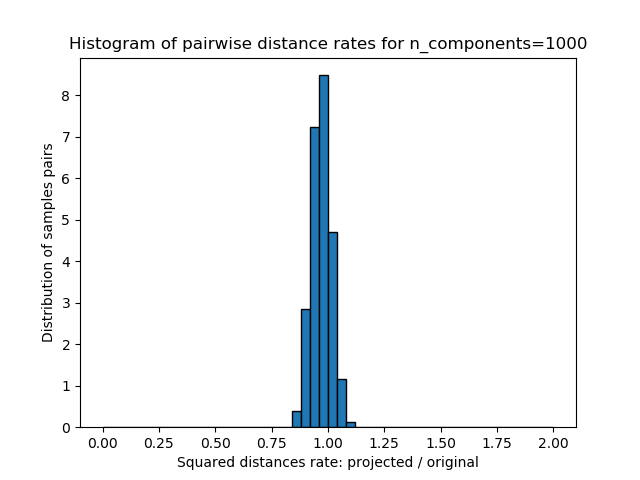 Histogram of pairwise distance rates for n_components=1000
Distribution of samples pairs
8
7
6
5
4
3
2
1
0
0.00 0.25 0.50 0.75 1.00 1.25 1.50 1.75 2.00
Squared distances rate: projected / original